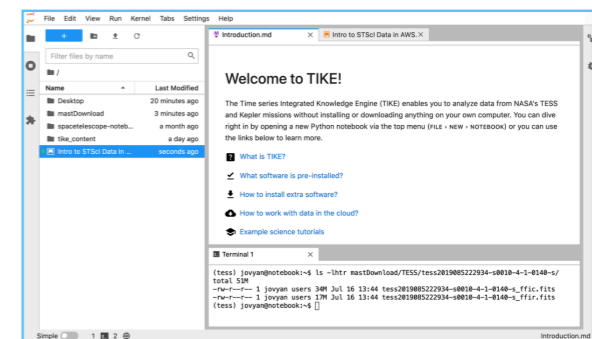 File Edit View Run Kernel Tabs Settings Help
Filter files by name
/
Name Last Modified
Desktop 20 minutes ago
mastDownload 3 minutes ago
spacetelescope-noteb... a month ago
tike_content a day ago
Intro to STScI Data in ... seconds ago
Introduction.md
Intro to STScI Data in AWS.
Welcome to TIKE!
The Time series Integrated Knowledge Engine (TIKE) enables you to analyze data from NASA's TESS
and Kepler missions without installing or downloading anything on your own computer. You can dive
right in by opening a new Python notebook via the top menu (FILE › NEW › NOTEBOOK) or you can use
the links below to learn more.
What is TIKE?
What software is pre-installed?
How to install extra software?
How to work with data in the cloud?
Example science tutorials
Terminal 1
(tess) jovyan@notebook:~$ ls -lhtr mastDownload/TESS/tess2019085222934-s0010-4-1-0140-s/
total 51M
-rw-r--r-- 1 jovyan users 34M Jul 16 13:44 tess2019085222934-s0010-4-1-0140-s_ffic.fits
-rw-r--r-- 1 jovyan users 17M Jul 16 13:44 tess2019085222934-s0010-4-1-0140-s_ffir.fits
(tess) jovyan@notebook:~$
Simple 1 2 Introduction.md